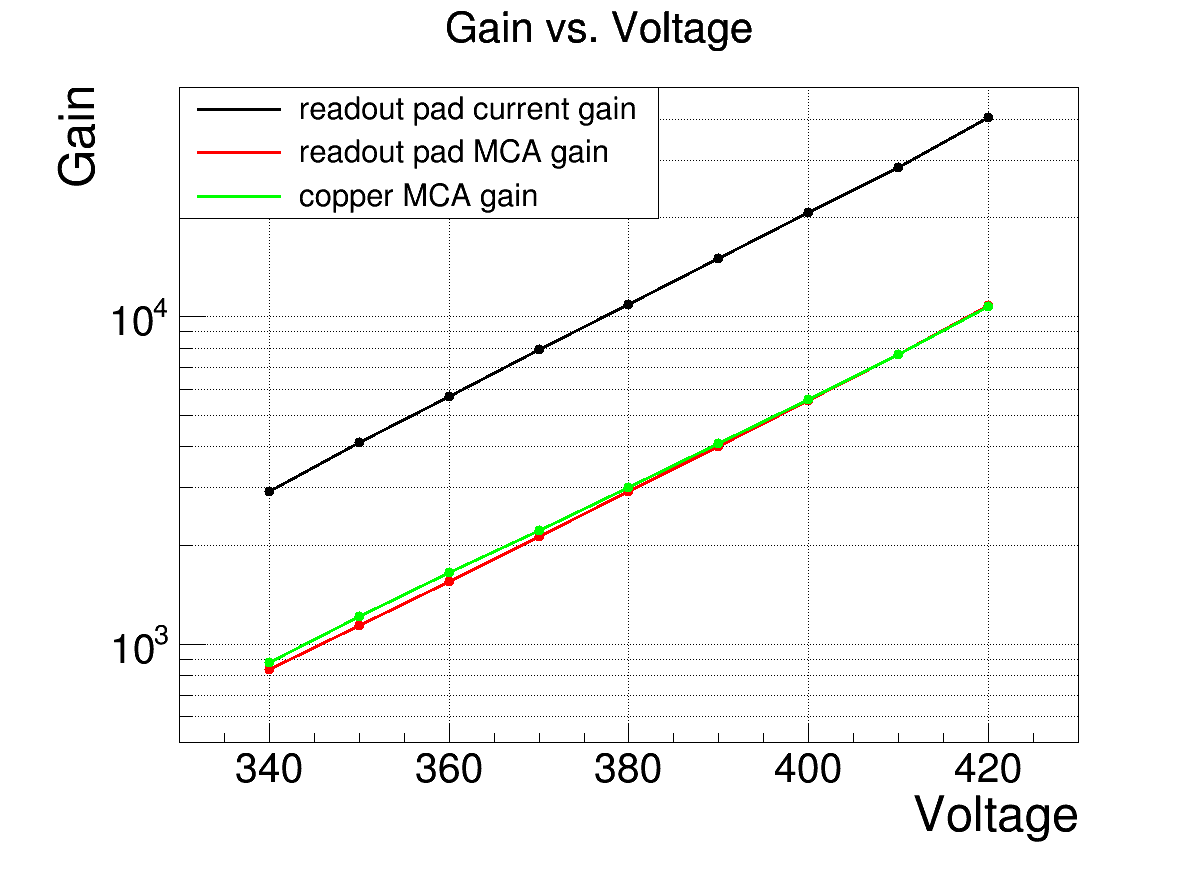 Gain vs. Voltage
Gain
readout pad current gain
readout pad MCA gain
copper MCA gain
10^4
10^3
340 360 380 400 420
Voltage